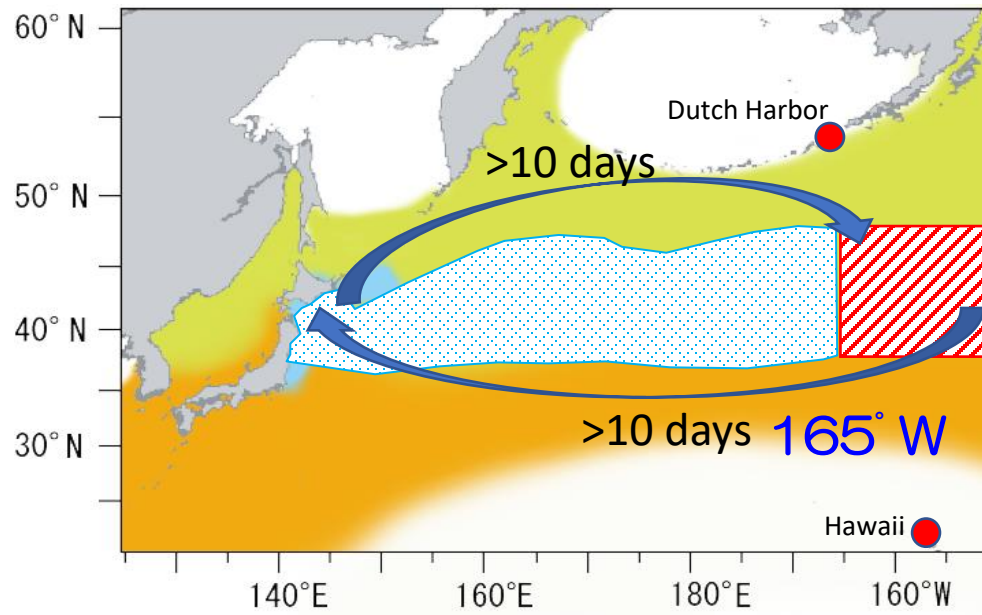 60° N
Dutch Harbor
>10 days
50° N
40° N
>10 days 165° W
30° N
Hawaii
140°E 160°E 180°E 160°W